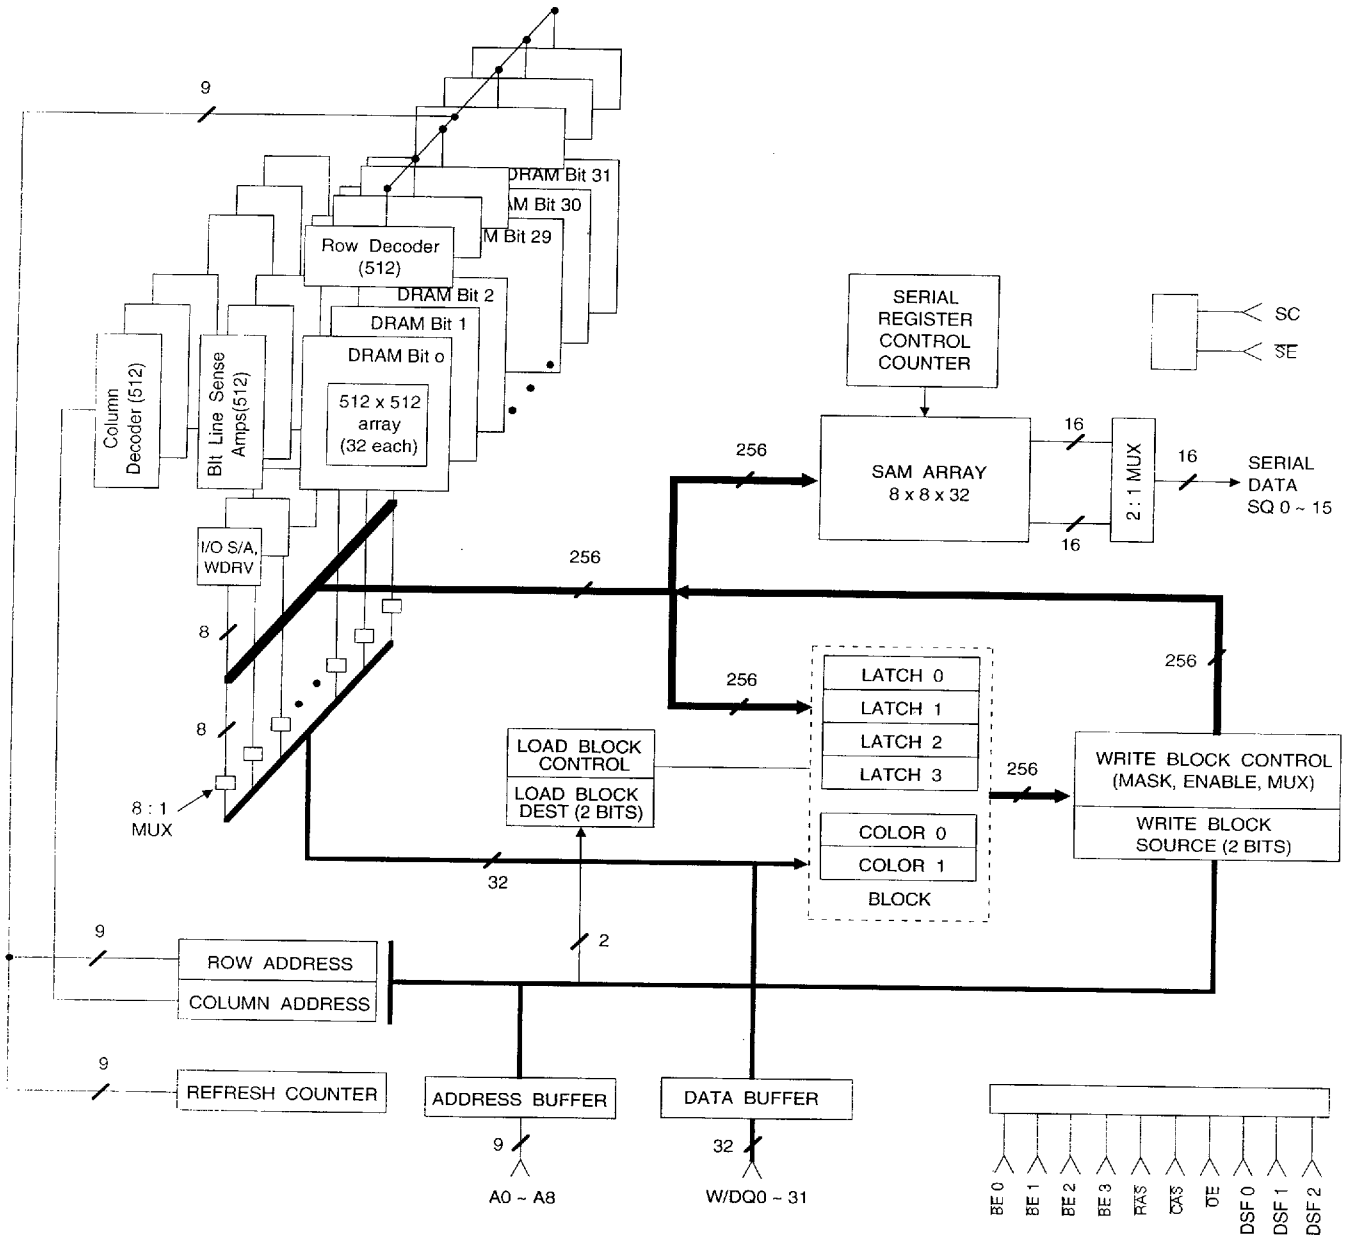 9
DRAM Bit 31
AM Bit 30
M Bit 29
Row Decoder
(512)
DRAM Bit 2
DRAM Bit 1
DRAM Bit o
512 x 512
array
(32 each)
Column
Decoder (512)
Bit Line Sense
Amps(512)
I/O S/A,
WDRV
8
8
8 : 1
MUX
SERIAL
REGISTER
CONTROL
COUNTER
SC
SE
256
SAM ARRAY
8 x 8 x 32
16
16
2 : 1 MUX
16
SERIAL
DATA
SQ 0 ~ 15
256
256
256
LATCH 0
LATCH 1
LATCH 2
LATCH 3
COLOR 0
COLOR 1
BLOCK
LOAD BLOCK
CONTROL
LOAD BLOCK
DEST (2 BITS)
256
WRITE BLOCK CONTROL
(MASK, ENABLE, MUX)
WRITE BLOCK
SOURCE (2 BITS)
32
2
9
ROW ADDRESS
COLUMN ADDRESS
9
REFRESH COUNTER
ADDRESS BUFFER
DATA BUFFER
9
32
A0 ~ A8
W/DQ0 ~ 31
BE 0
BE 1
BE 2
BE 3
RAS
CAS
OE
DSF 0
DSF 1
DSF 2